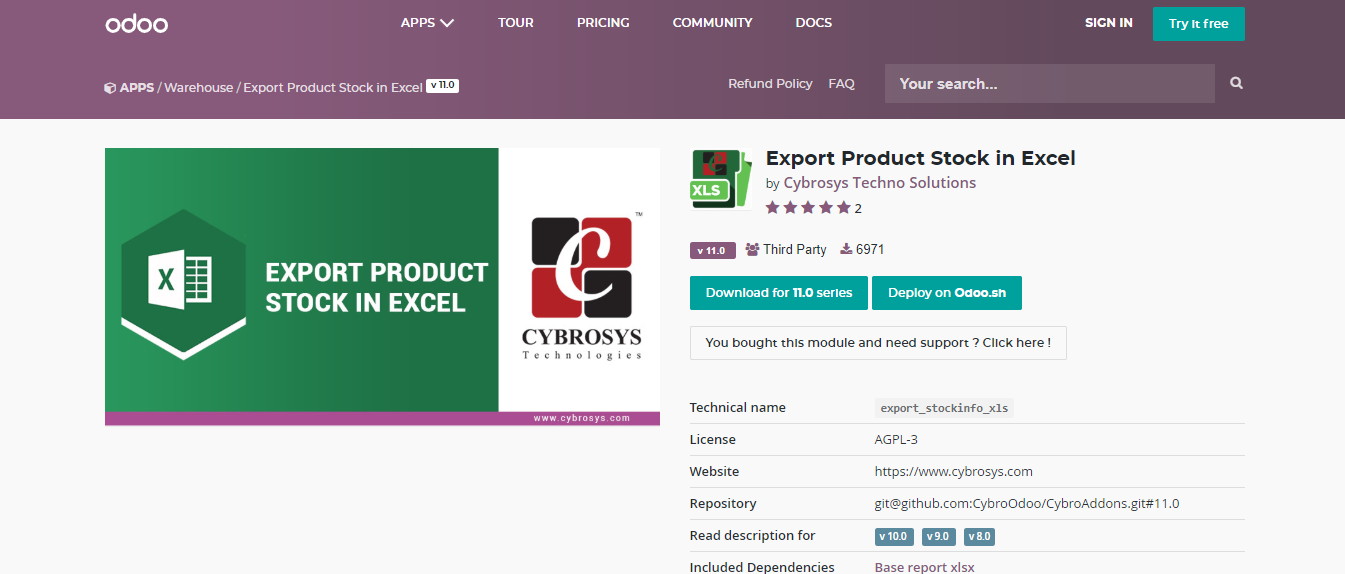 odoo
APPS TOUR PRICING COMMUNITY DOCS SIGN IN Try it free
APPS / Warehouse / Export Product Stock in Excel v 11.0 Refund Policy FAQ Your search...
EXPORT PRODUCT
STOCK IN EXCEL
X
C
™
CYBROSYS
Technologies
www.cybrosys.com
XLS
Export Product Stock in Excel
by Cybrosys Techno Solutions
2
v 11.0 Third Party 6971
Download for 11.0 series Deploy on Odoo.sh
You bought this module and need support ? Click here !
Technical name export_stockinfo_xls
License AGPL-3
Website https://www.cybrosys.com
Repository git@github.com:CybroOdoo/CybroAddons.git#11.0
Read description for v 10.0 v 9.0 v 8.0
Included Dependencies Base report xlsx